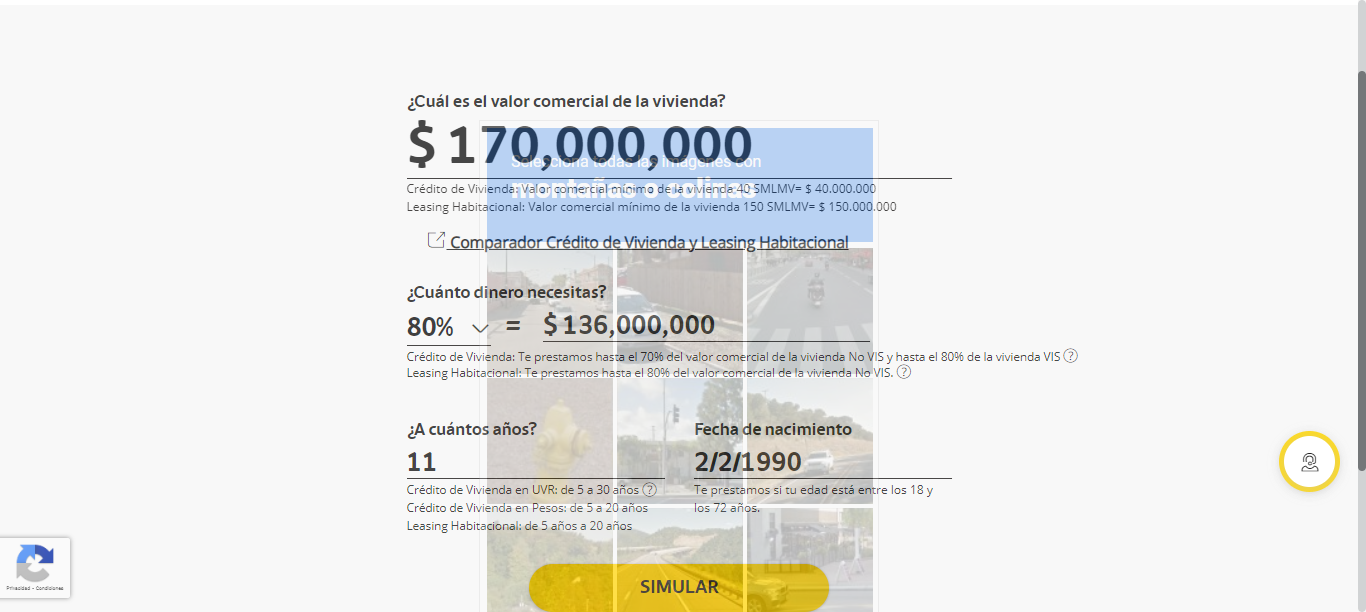 ¿Cuál es el valor comercial de la vivienda?
$ 170,000,000
Selecciona todas las imágenes con
montañas o colinas
Crédito de Vivienda: Valor comercial mínimo de la vivienda 40 SMLMV= $ 40.000.000
Leasing Habitacional: Valor comercial mínimo de la vivienda 150 SMLMV= $ 150.000.000
Comparador Crédito de Vivienda y Leasing Habitacional
¿Cuánto dinero necesitas?
80% = $ 136,000,000
Crédito de Vivienda: Te prestamos hasta el 70% del valor comercial de la vivienda No VIS y hasta el 80% de la vivienda VIS ?
Leasing Habitacional: Te prestamos hasta el 80% del valor comercial de la vivienda No VIS. ?
¿A cuántos años?
11
Crédito de Vivienda en UVR: de 5 a 30 años ?
Crédito de Vivienda en Pesos: de 5 a 20 años
Leasing Habitacional: de 5 años a 20 años
Fecha de nacimiento
2/2/1990
Te prestamos si tu edad está entre los 18 y
los 72 años.
SIMULAR
Privacidad - Condiciones